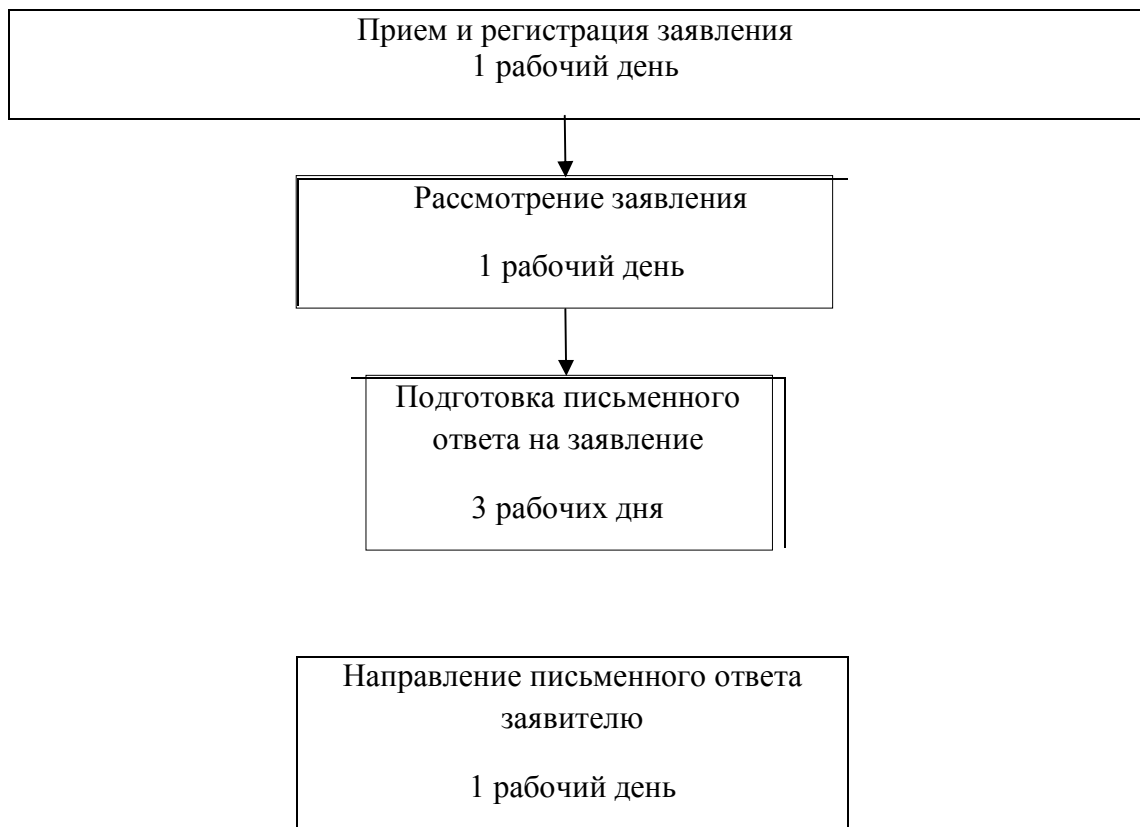 Прием и регистрация заявления
1 рабочий день
Рассмотрение заявления
1 рабочий день
Подготовка письменного
ответа на заявление
3 рабочих дня
Направление письменного ответа
заявителю
1 рабочий день